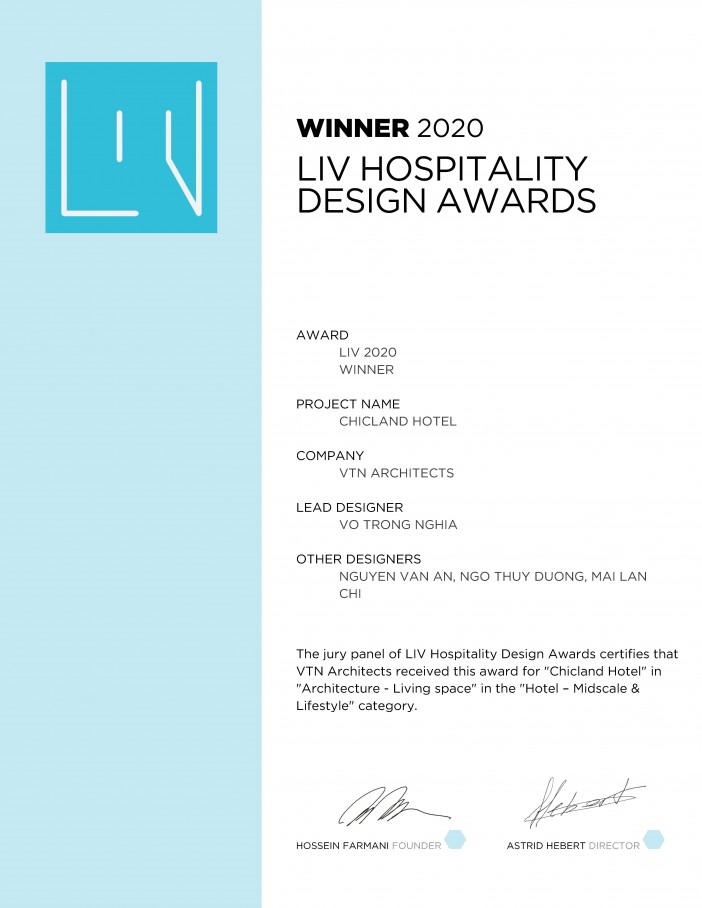 LIV
WINNER 2020
LIV HOSPITALITY
DESIGN AWARDS
AWARD
LIV 2020
WINNER
PROJECT NAME
CHICLAND HOTEL
COMPANY
VTN ARCHITECTS
LEAD DESIGNER
VO TRONG NGHIA
OTHER DESIGNERS
NGUYEN VAN AN, NGO THUY DUONG, MAI LAN
CHI
The jury panel of LIV Hospitality Design Awards certifies that
VTN Architects received this award for "Chicland Hotel" in
"Architecture - Living space" in the "Hotel – Midscale &
Lifestyle" category.
Hebert
HOSSEIN FARMANI FOUNDER
ASTRID HEBERT DIRECTOR